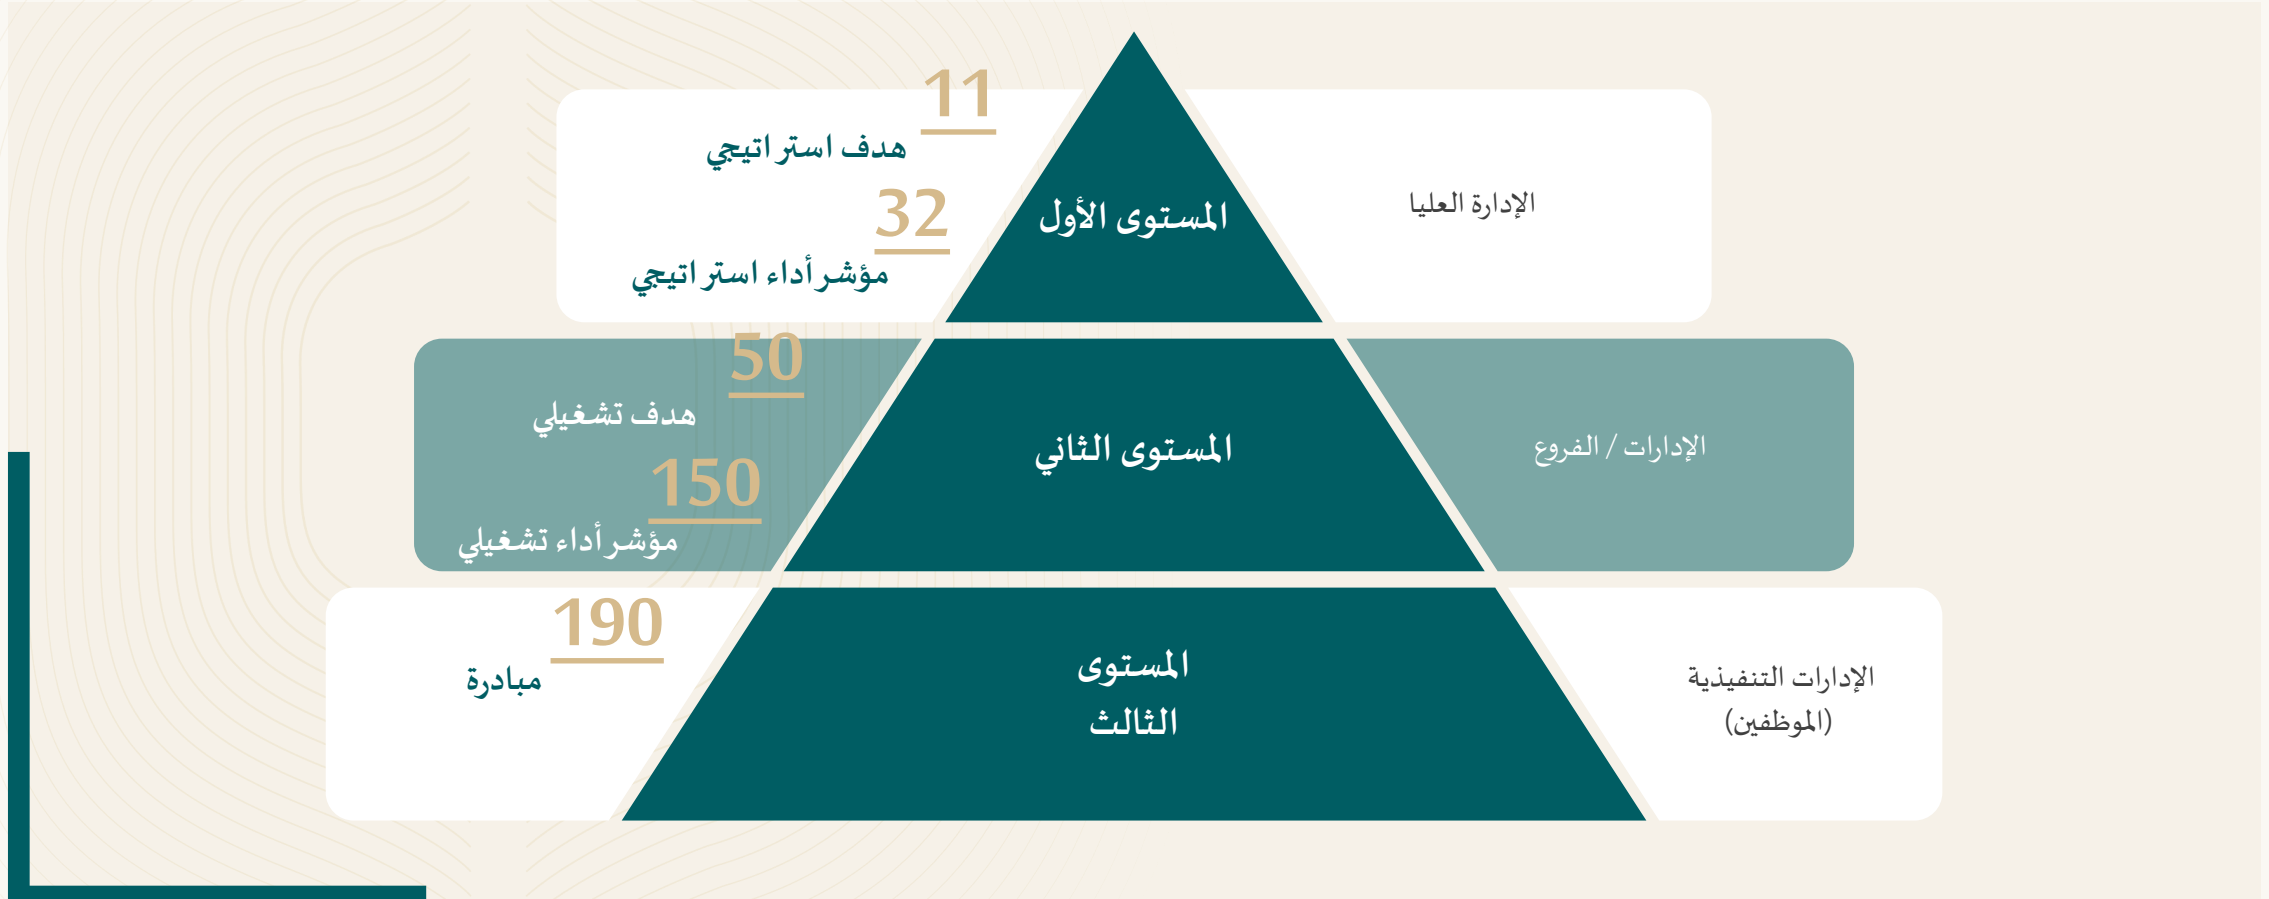 الإدارة العليا
المستوى الأول
11
هدف استراتيجي
32
مؤشر أداء استراتيجي
الإدارات / الفروع
المستوى الثاني
50
هدف تشغيلي
150
مؤشر أداء تشغيلي
الإدارات التنفيذية
(الموظفين)
المستوى
الثالث
190
مبادرة